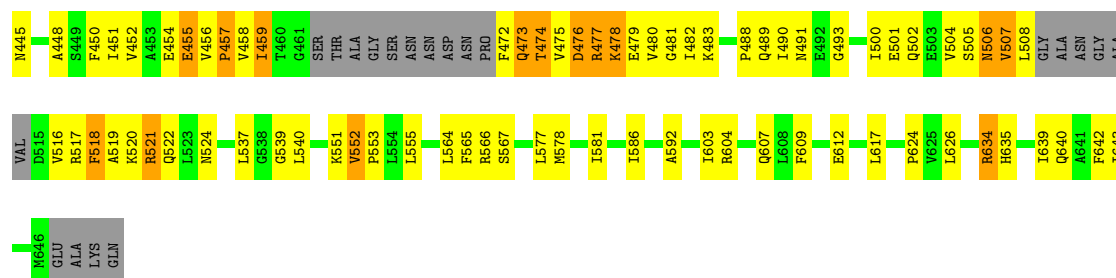 N445 A448 S449 F450 I451 V452 A453 E454 E455 V456 P457 V458 I459 T460 G461 SER THR ALA GLY SER ASN ASN ASP ASN PRO F472 Q473 T474 V475 D476 R477 K478 E479 V480 G481 I482 K483 P488 Q489 I490 N491 E492 G493 I500 E501 Q502 E503 V504 S505 N506 V507 L508 GLY ALA ASN GLY ALA
VAL D515 V516 R517 F518 A519 K520 R521 Q522 L523 N524 L537 G538 G539 L540 K551 V552 P553 L554 L555 L564 F565 R566 S567 L577 M578 I581 I586 A592 I603 R604 Q607 L608 F609 E612 L617 P624 V625 L626 R634 H635 I639 Q640 A641 F642
M646 GLU ALA LYS GLN